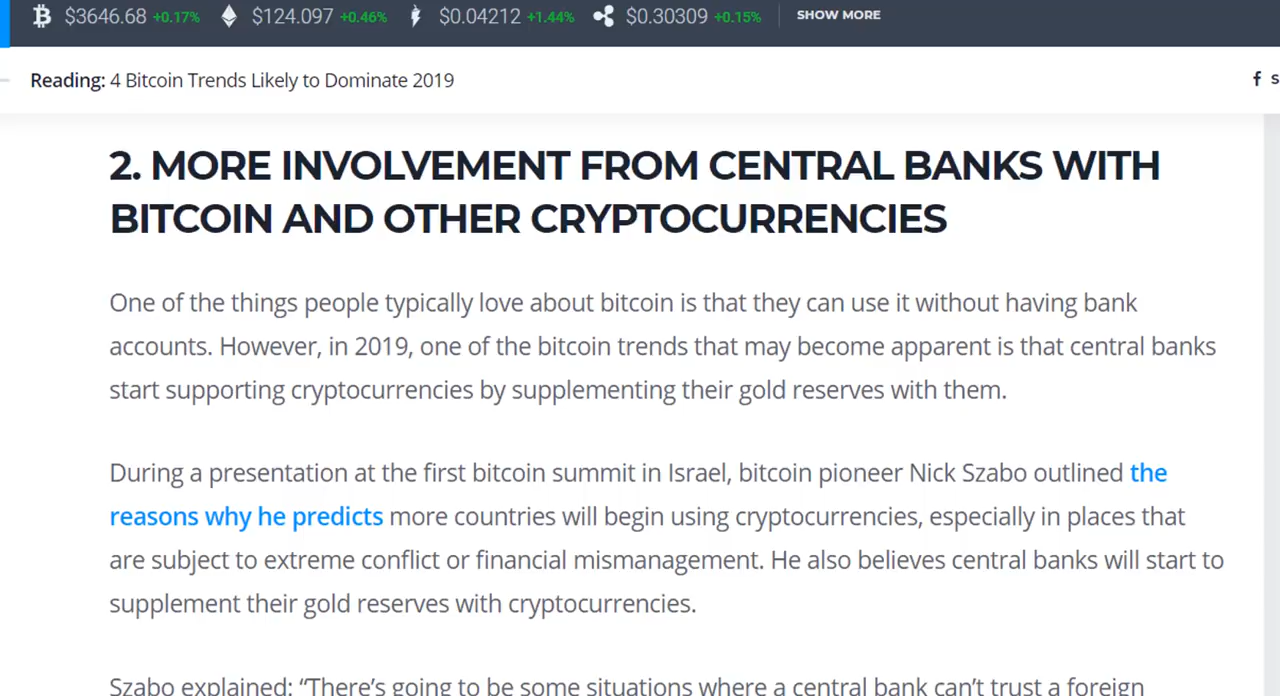 $3646.68 +0.17% $124.097 +0.46% $0.04212 +1.44% $0.30309 +0.15% SHOW MORE
Reading: 4 Bitcoin Trends Likely to Dominate 2019 f s
2. MORE INVOLVEMENT FROM CENTRAL BANKS WITH
BITCOIN AND OTHER CRYPTOCURRENCIES
One of the things people typically love about bitcoin is that they can use it without having bank
accounts. However, in 2019, one of the bitcoin trends that may become apparent is that central banks
start supporting cryptocurrencies by supplementing their gold reserves with them.
During a presentation at the first bitcoin summit in Israel, bitcoin pioneer Nick Szabo outlined the
reasons why he predicts more countries will begin using cryptocurrencies, especially in places that
are subject to extreme conflict or financial mismanagement. He also believes central banks will start to
supplement their gold reserves with cryptocurrencies.
Szabo explained: “There’s going to be some situations where a central bank can’t trust a foreign